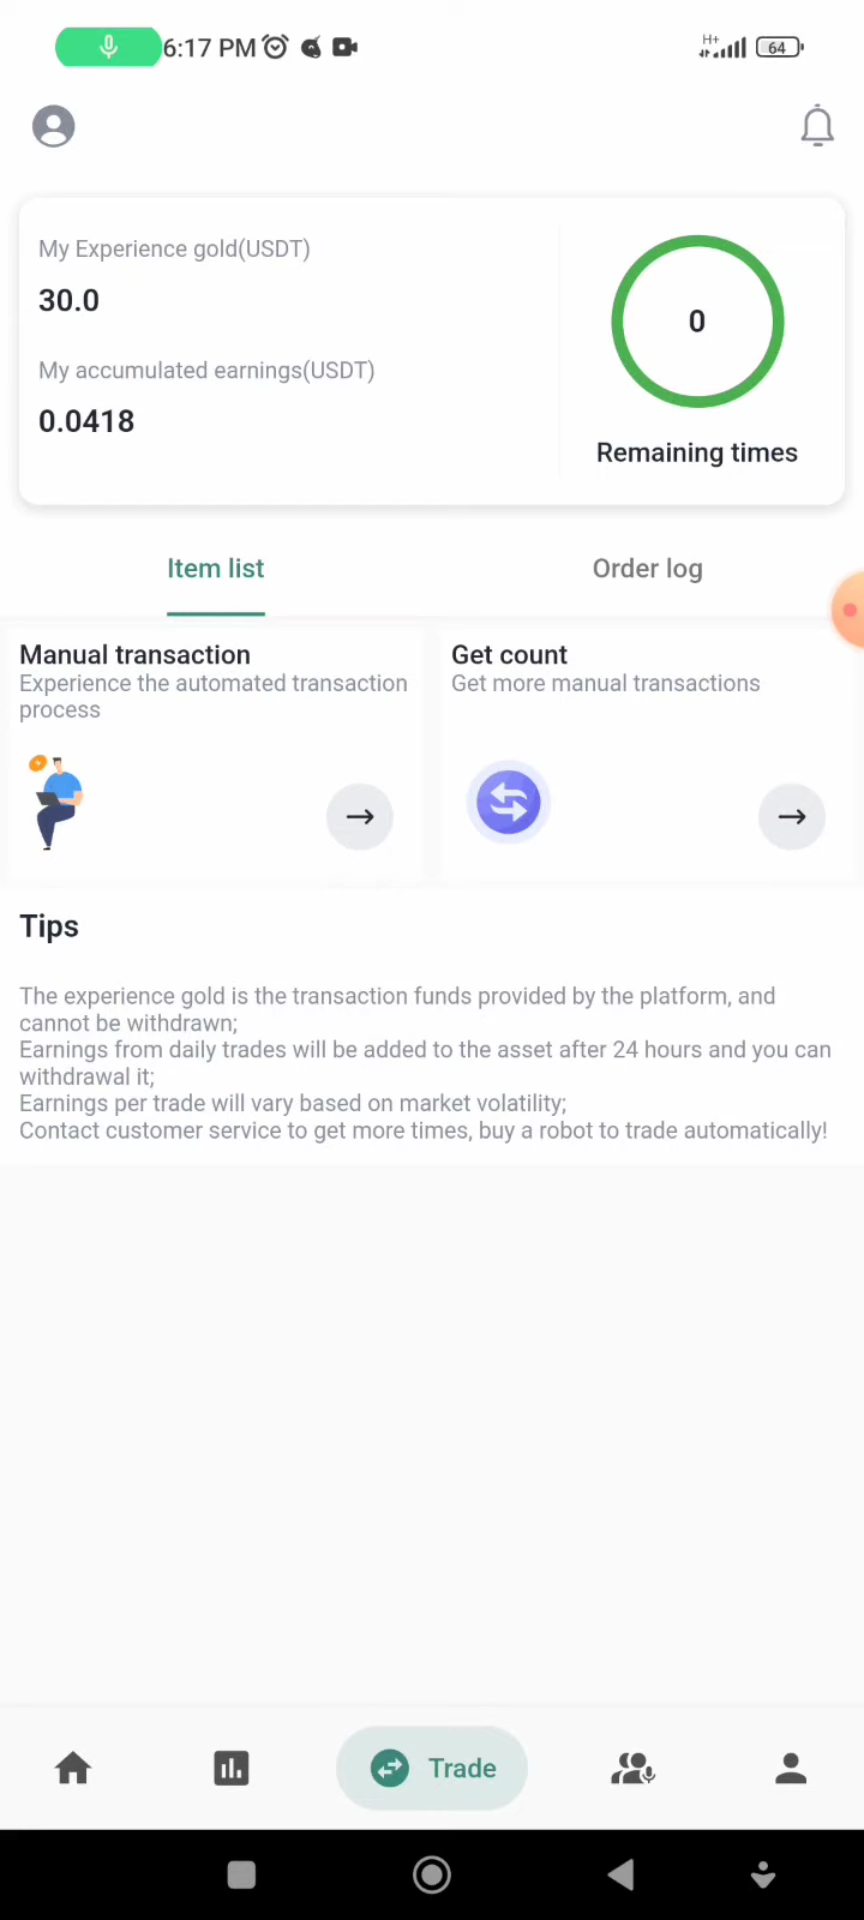 6:17 PM
H+
64
My Experience gold(USDT)
30.0
My accumulated earnings(USDT)
0.0418
0
Remaining times
Item list
Order log
Manual transaction
Experience the automated transaction
process
Get count
Get more manual transactions
Tips
The experience gold is the transaction funds provided by the platform, and
cannot be withdrawn;
Earnings from daily trades will be added to the asset after 24 hours and you can
withdrawal it;
Earnings per trade will vary based on market volatility;
Contact customer service to get more times, buy a robot to trade automatically!
Trade